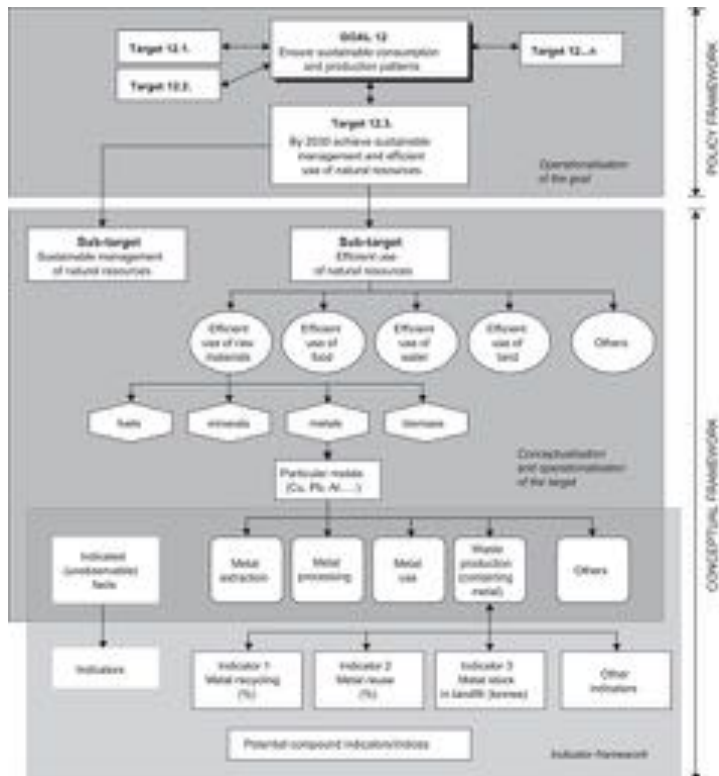 GOAL 12
Ensure sustainable consumption
and production patterns
Target 12.1.
Target 12.2.
Target 12...n
Target 12.3.
By 2030 achieve sustainable
management and efficient
use of natural resources
Operationalisation
of the goal
POLICY FRAMEWORK
Sub-target
Sustainable management
of natural resources
Sub-target
Efficient use
of natural resources
Efficient
use of raw
materials
Efficient
use of
food
Efficient
use of
water
Efficient
use of
land
Others
fuels
minerals
metals
biomass
Particular metals
(Cu, Pb,
Conceptualisation
and operationalisation
of the target
CONCEPTUAL FRAMEWORK
Indicated
(unobservable)
facts
Metal
extraction
Metal
processing
Metal
use
Waste
production
(containing
metal)
Others
Indicators
Indicator 1
Metal recycling
(%)
Indicator 2
Metal reuse
(%)
Indicator 3
Metal stock
in landfill (tonnes)
Other
indicators
Potential compound indicators/indices
Indicator framework